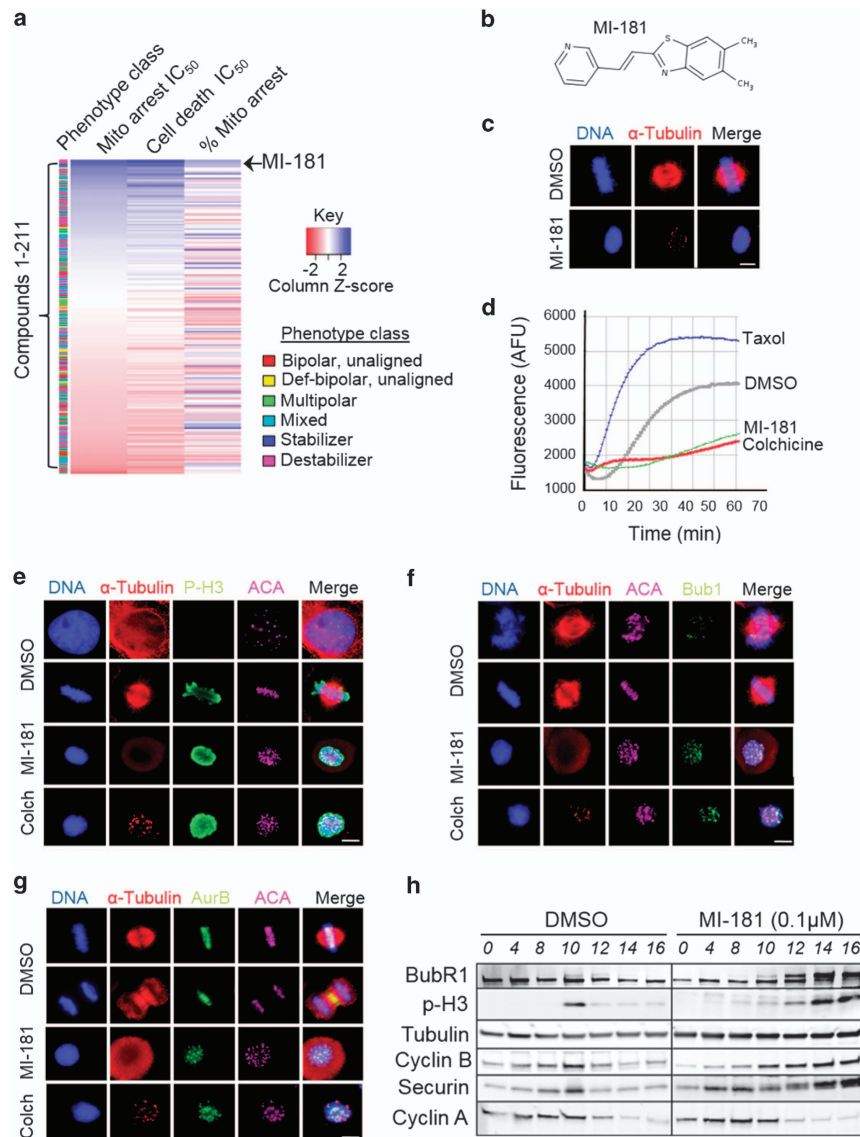 a
Phenotype class
Mito arrest IC50
Cell death IC50
% Mito arrest
MI-181
Compounds 1-211
Key
-2 2
Column Z-score
Phenotype class
Bipolar, unaligned
Def-bipolar, unaligned
Multipolar
Mixed
Stabilizer
Destabilizer
b
MI-181
N
S
N
CH3
CH3
c
DNA α-Tubulin Merge
DMSO
MI-181
d
Fluorescence (AFU)
6000
5000
4000
3000
2000
1000
0 10 20 30 40 50 60 70
Time (min)
Taxol
DMSO
MI-181
Colchicine
e
DNA α-Tubulin P-H3 ACA Merge
DMSO
MI-181
Colch
f
DNA α-Tubulin ACA Bub1 Merge
DMSO
MI-181
Colch
g
DNA α-Tubulin AurB ACA Merge
DMSO
MI-181
Colch
h
DMSO MI-181 (0.1µM)
0 4 8 10 12 14 16 0 4 8 10 12 14 16
BubR1
p-H3
Tubulin
Cyclin B
Securin
Cyclin A